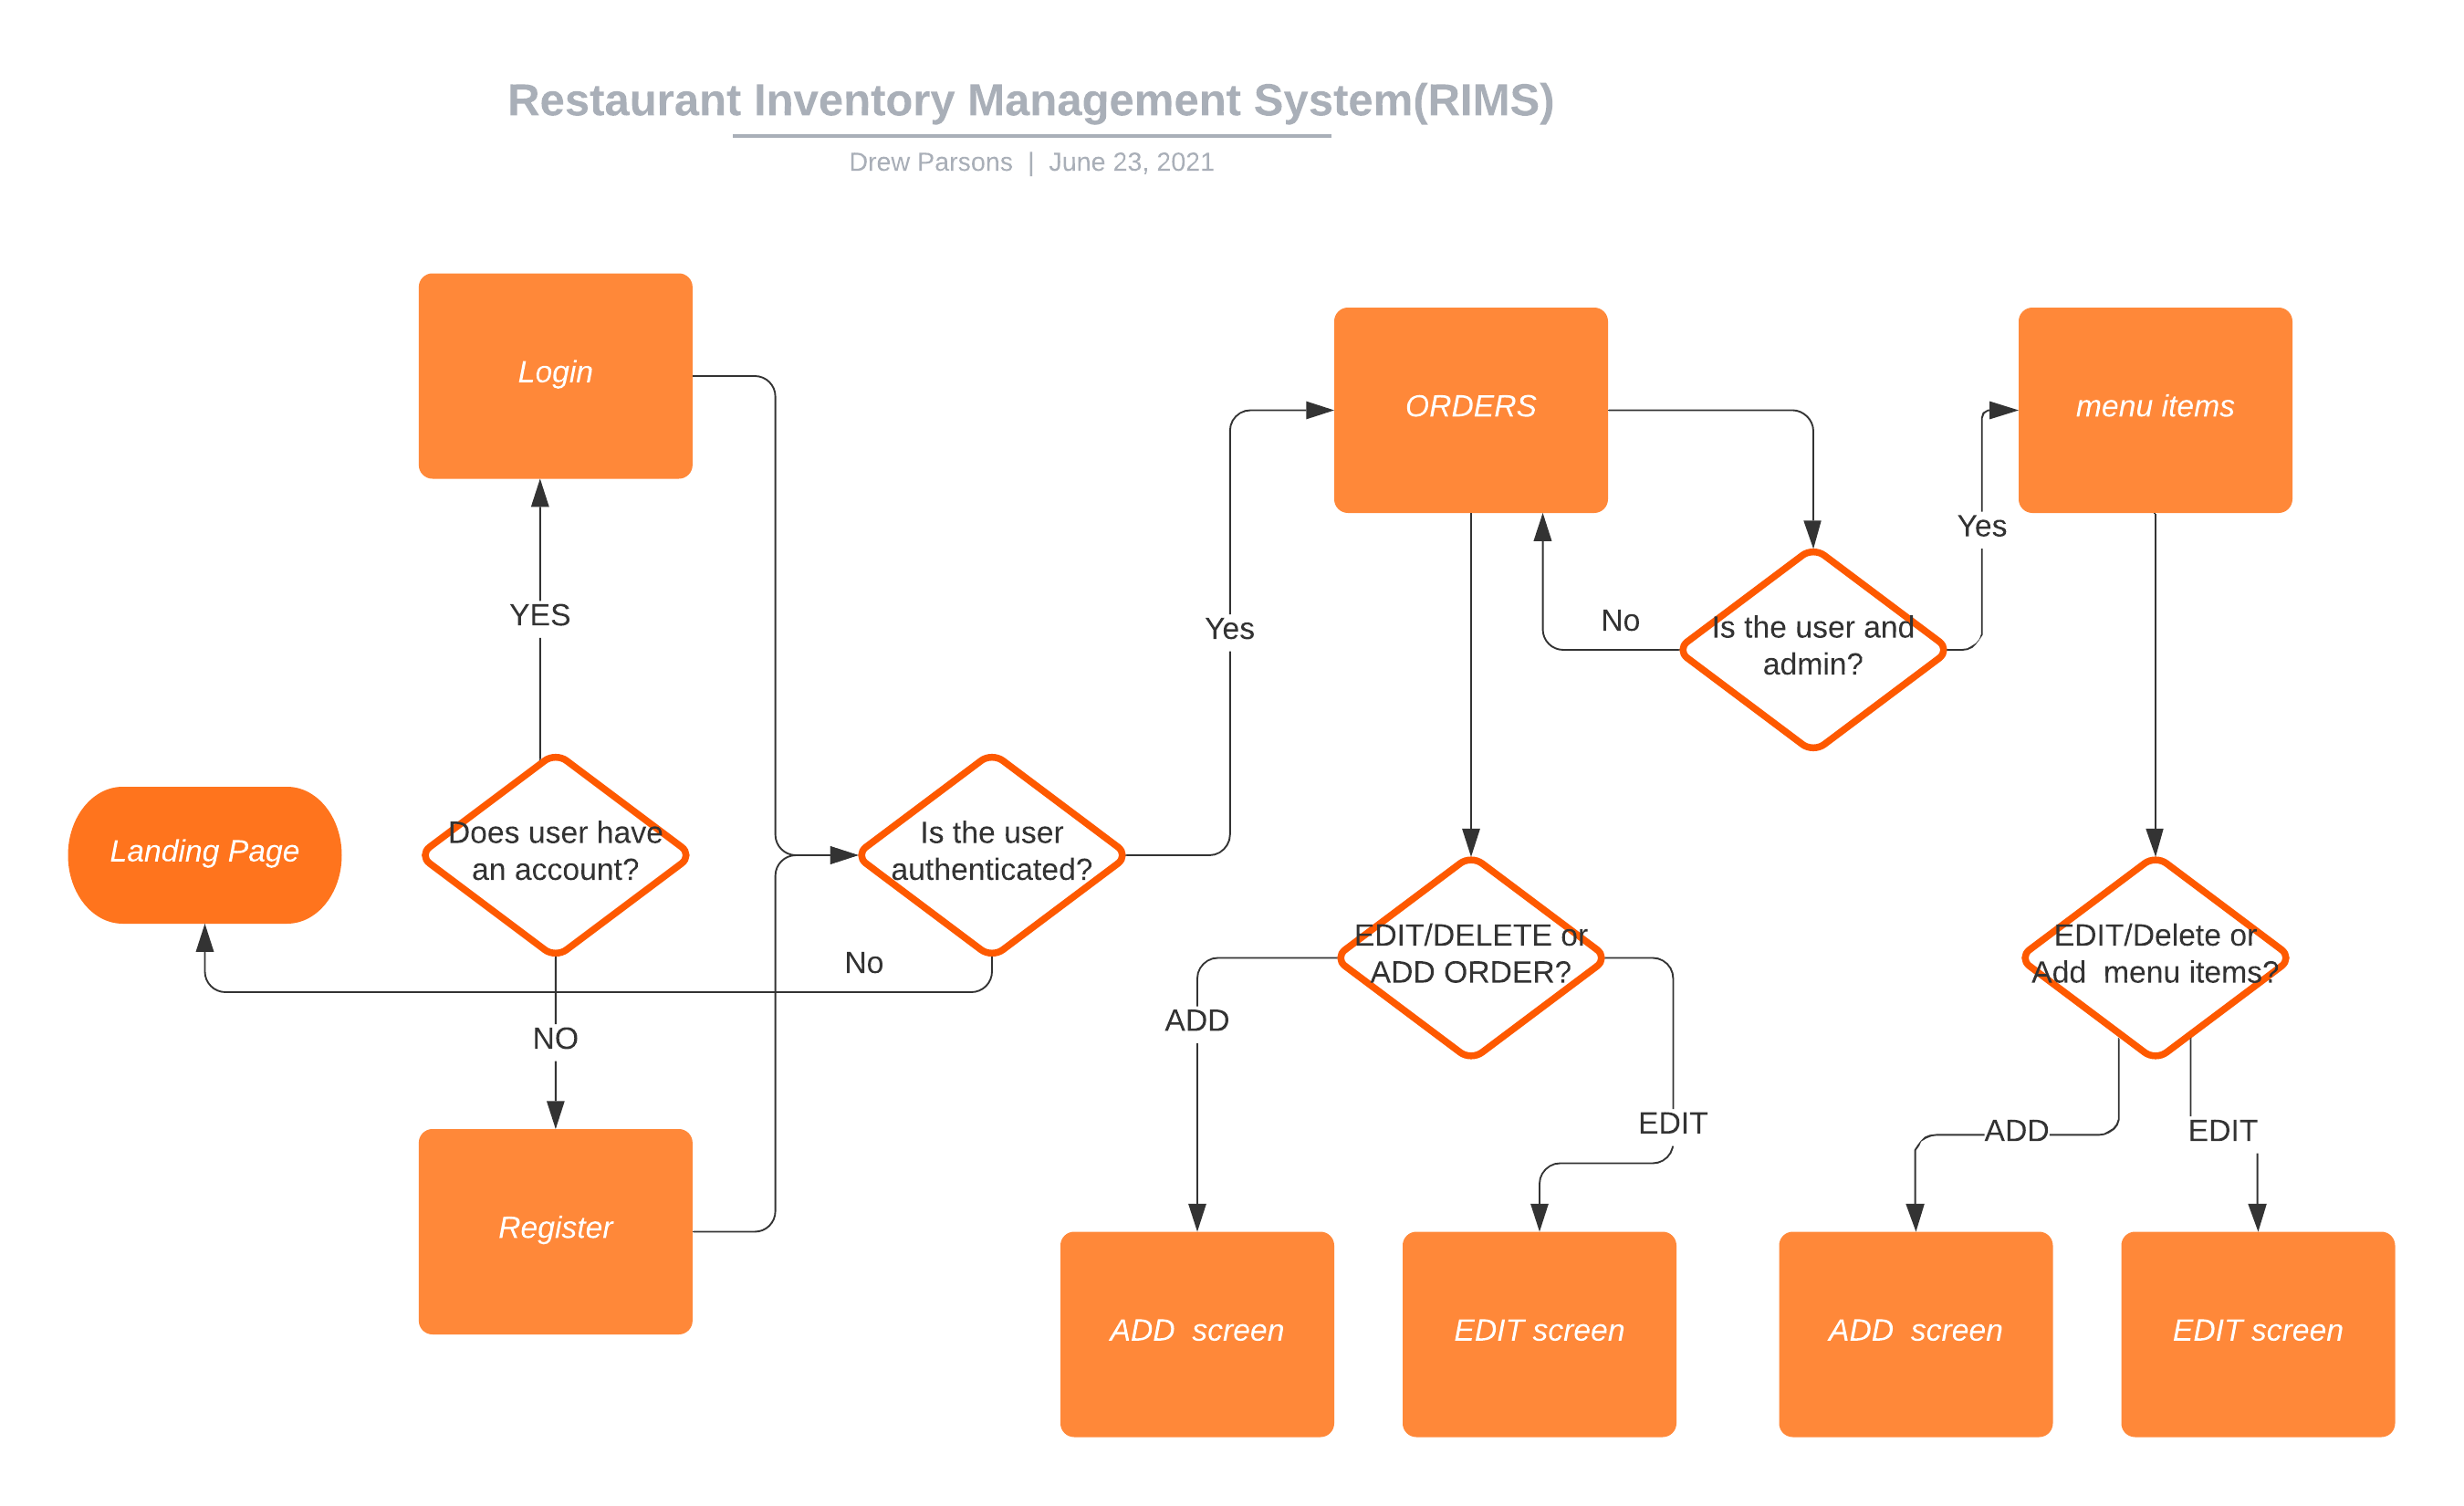 Restaurant Inventory Management System(RIMS)
Drew Parsons | June 23, 2021
Login
ORDERS
menu items
Yes
YES
Yes
No
Is the user and
admin?
Landing Page
Does user have
an account?
Is the user
authenticated?
No
EDIT/DELETE or
ADD ORDER?
EDIT/Delete or
Add  menu items?
NO
ADD
EDIT
ADD
EDIT
Register
ADD  screen
EDIT screen
ADD  screen
EDIT screen